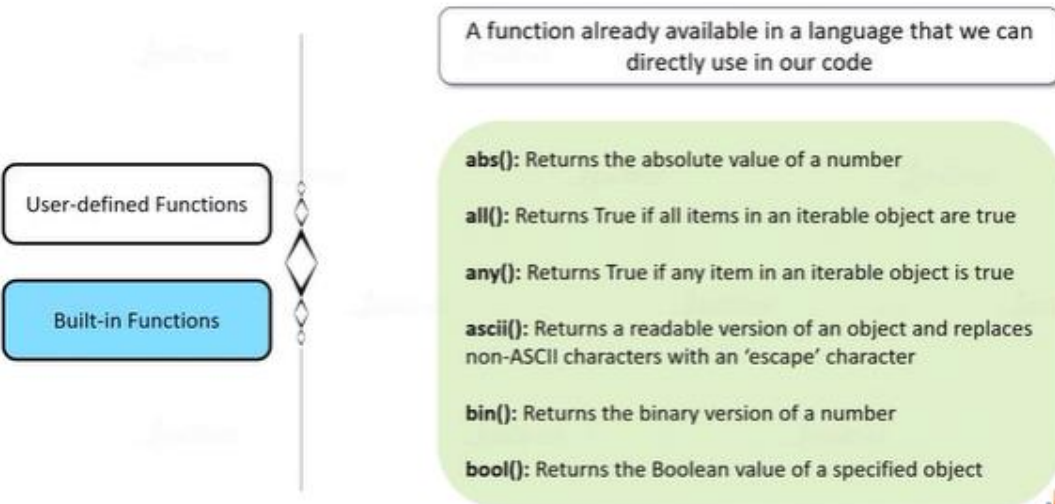 A function already available in a language that we can
directly use in our code
User-defined Functions
Built-in Functions
abs(): Returns the absolute value of a number
all(): Returns True if all items in an iterable object are true
any(): Returns True if any item in an iterable object is true
ascii(): Returns a readable version of an object and replaces
non-ASCII characters with an ‘escape’ character
bin(): Returns the binary version of a number
bool(): Returns the Boolean value of a specified object